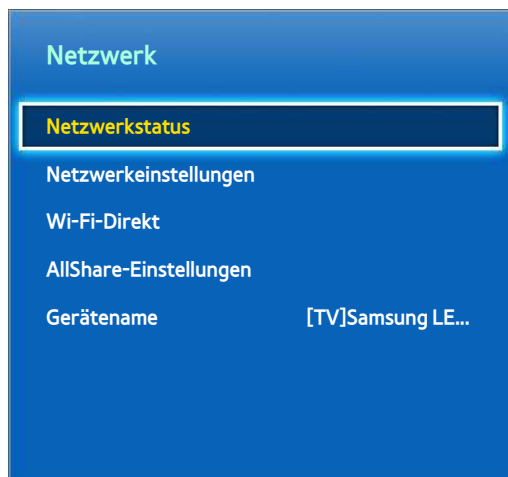 Netzwerk
Netzwerkstatus
Netzwerkeinstellungen
Wi-Fi-Direkt
AllShare-Einstellungen
Gerätename [TV]Samsung LE...